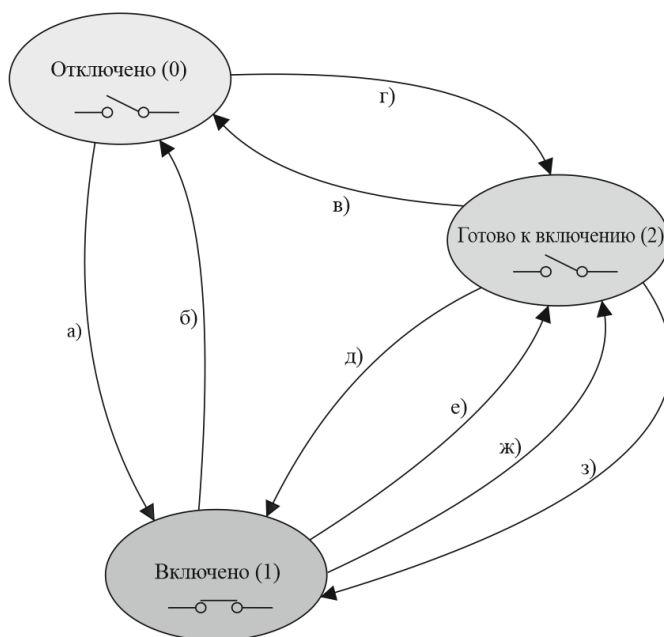 Отключено (0)
г)
в)
Готово к включению (2)
а)
б)
д)
е)
ж)
з)
Включено (1)